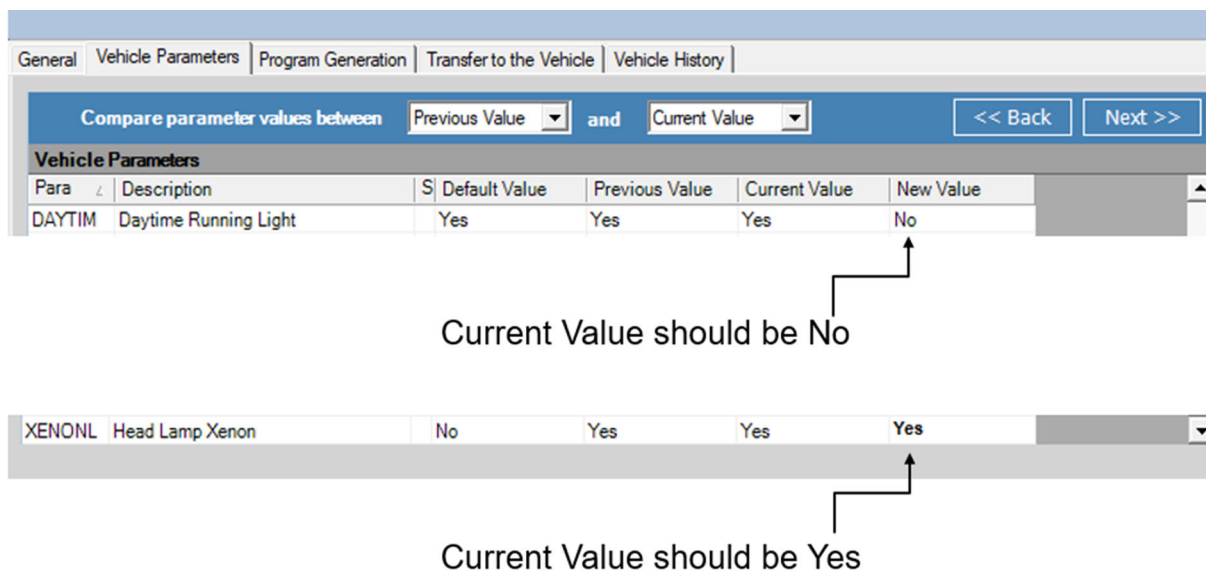 General Vehicle Parameters Program Generation Transfer to the Vehicle Vehicle History
Compare parameter values between Previous Value and Current Value << Back Next >>
Vehicle Parameters
Para Description S Default Value Previous Value Current Value New Value
DAYTIM Daytime Running Light Yes Yes Yes No
Current Value should be No
XENONL Head Lamp Xenon No Yes Yes Yes
Current Value should be Yes